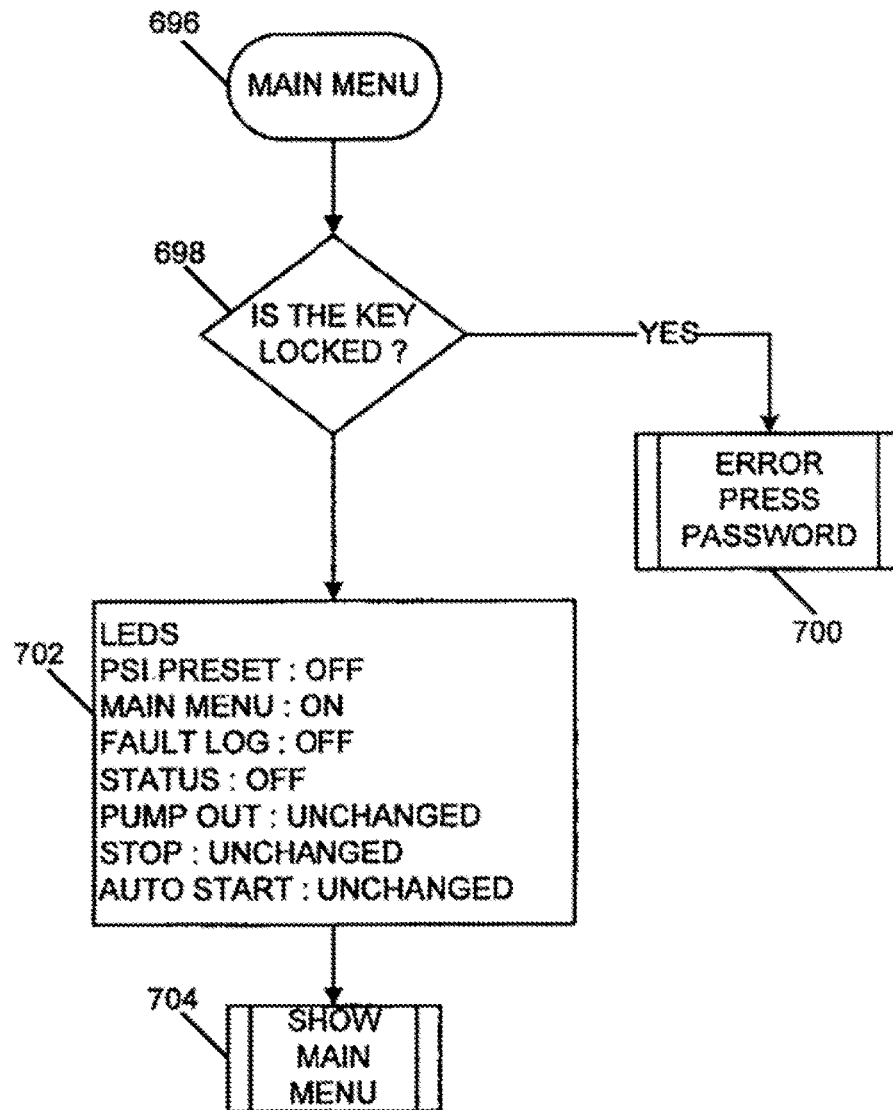 696
MAIN MENU
698
IS THE KEY
LOCKED ?
YES
ERROR
PRESS
PASSWORD
700
702
LEDS
PSI PRESET : OFF
MAIN MENU : ON
FAULT LOG : OFF
STATUS : OFF
PUMP OUT : UNCHANGED
STOP : UNCHANGED
AUTO START : UNCHANGED
704
SHOW
MAIN
MENU